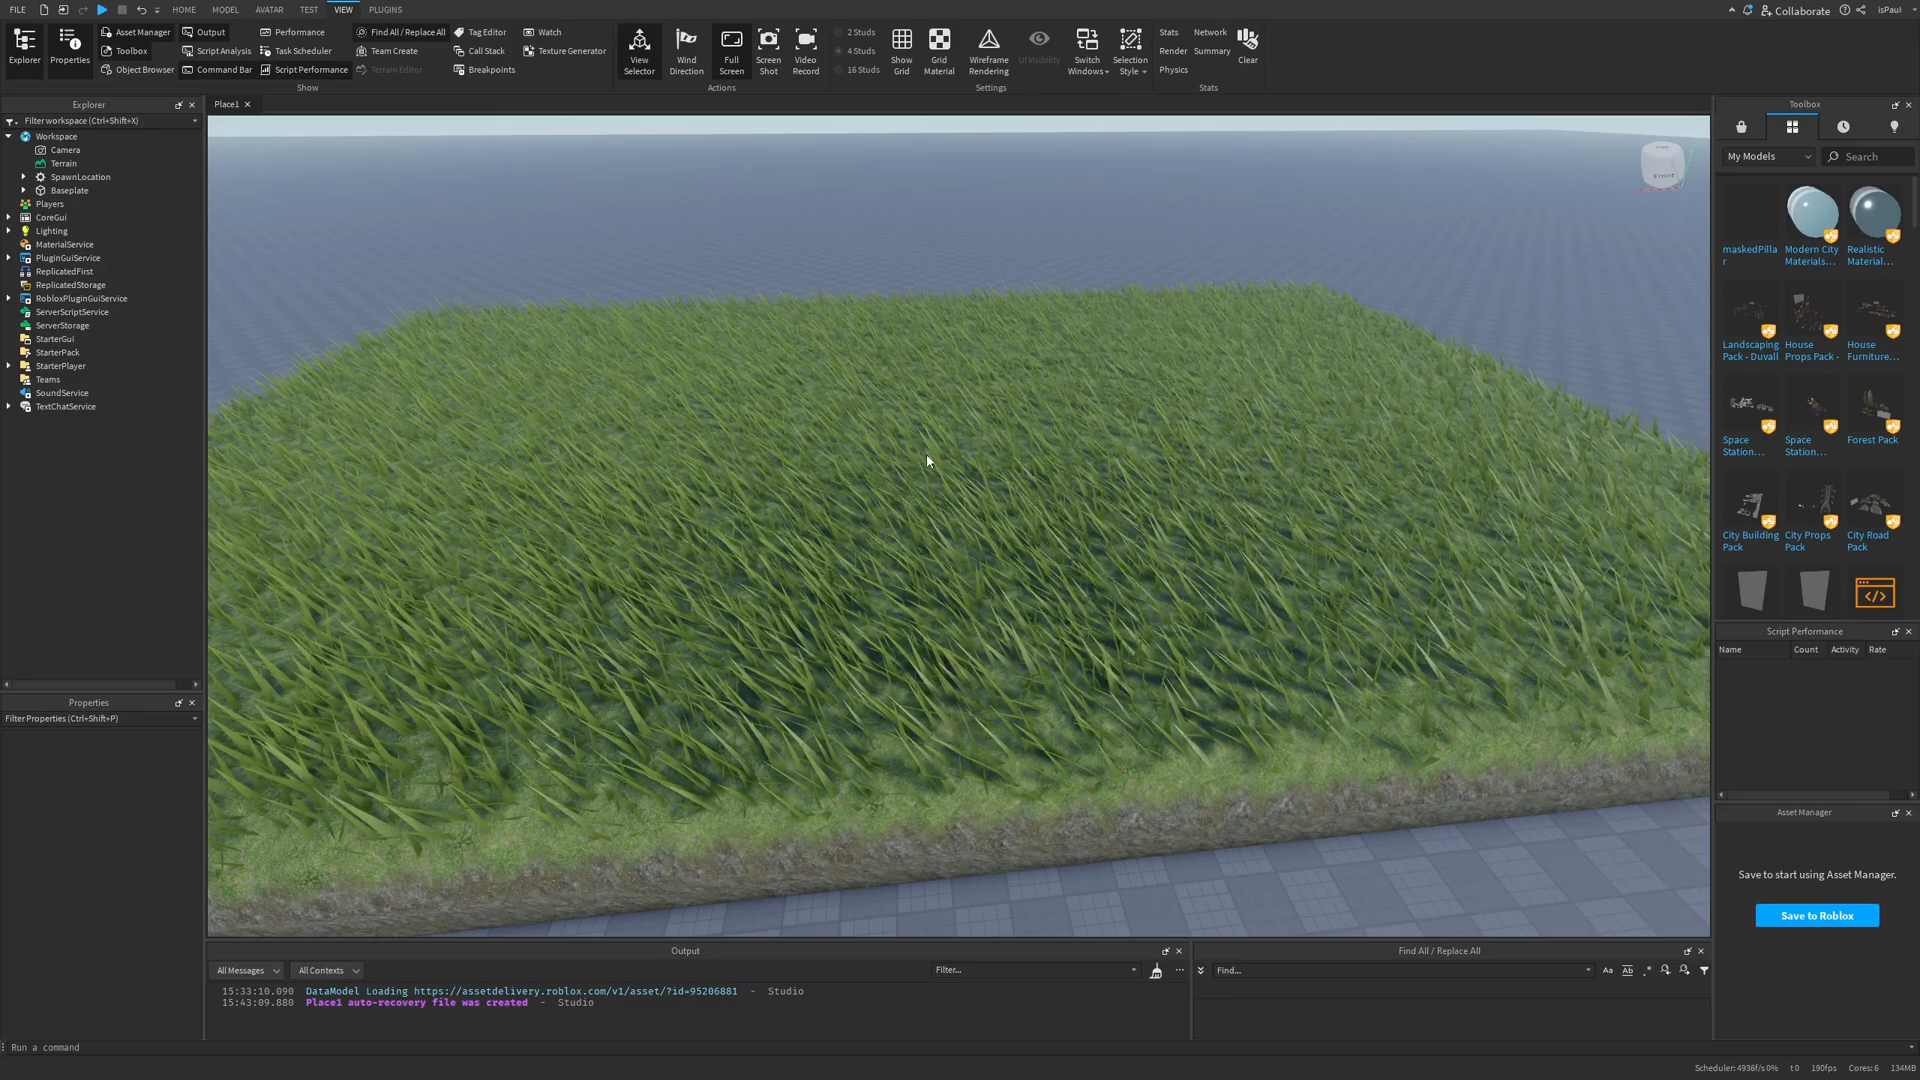 FILE HOME MODEL AVATAR TEST VIEW PLUGINS Collaborate isPaul
Asset Manager Output Performance Find All / Replace All Tag Editor Watch 2 Studs Stats Network
Toolbox Script Analysis Task Scheduler Team Create Call Stack Texture Generator 4 Studs Render Summary
Object Browser Command Bar Script Performance Terrain Editor Breakpoints 16 Studs Physics
Explorer Properties View Selector Wind Direction Full Screen Screen Shot Video Record Show Grid Grid Material Wireframe Rendering UI Visibility Switch Windows Selection Style Clear
Show Actions Settings Stats
Explorer
Filter workspace (Ctrl+Shift+X)
Workspace
Camera
Terrain
SpawnLocation
Baseplate
Players
CoreGui
Lighting
MaterialService
PluginGuiService
ReplicatedFirst
ReplicatedStorage
RobloxPluginGuiService
ServerScriptService
ServerStorage
StarterGui
StarterPack
StarterPlayer
Teams
SoundService
TextChatService
Properties
Filter Properties (Ctrl+Shift+P)
Place1
Top
Front
Toolbox
My Models Search
maskedPilla
r
Modern City
Materials...
Realistic
Material...
Landscaping
Pack - Duvall
House
Props Pack -
House
Furniture...
Space
Station...
Space
Station...
Forest Pack
City Building
Pack
City Props
Pack
City Road
Pack
Script Performance
Name Count Activity Rate
Asset Manager
Save to start using Asset Manager.
Save to Roblox
Output
All Messages All Contexts Filter...
15:33:10.090 DataModel Loading https://assetdelivery.roblox.com/v1/asset/?id=95206881 - Studio
15:43:09.880 Place1 auto-recovery file was created - Studio
Find All / Replace All
Find... Aa Ab .*
Run a command
Scheduler: 4936f/s 0% t 0 190fps Cores: 6 134MB